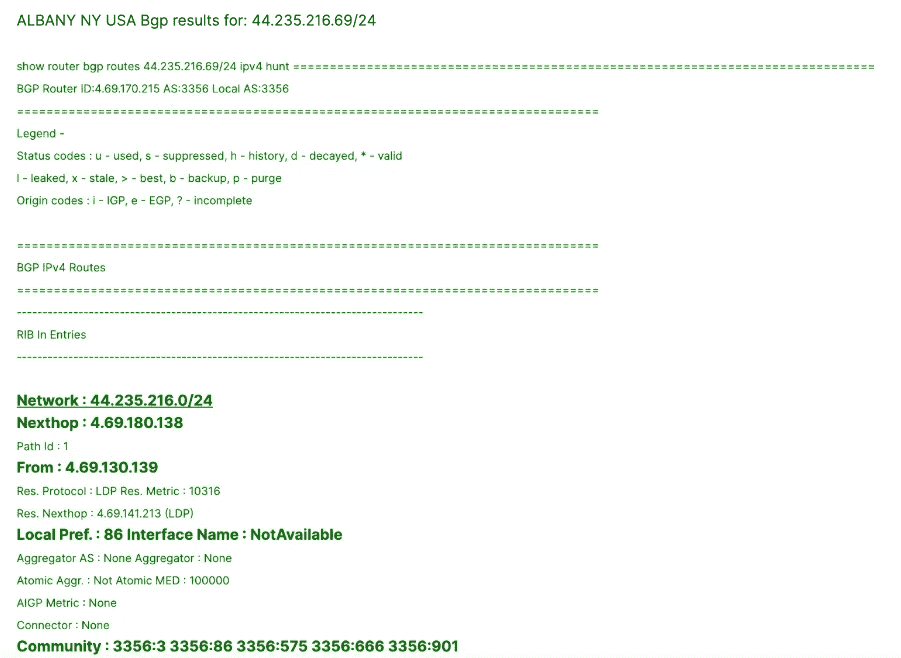 ALBANY NY USA Bgp results for: 44.235.216.69/24
show router bgp routes 44.235.216.69/24 ipv4 hunt ===============================================================================
BGP Router ID:4.69.170.215 AS:3356 Local AS:3356
===============================================================================
Legend -
Status codes : u - used, s - suppressed, h - history, d - decayed, * - valid
l - leaked, x - stale, > - best, b - backup, p - purge
Origin codes : i - IGP, e - EGP, ? - incomplete
===============================================================================
BGP IPv4 Routes
===============================================================================
-------------------------------------------------------------------------------
RIB In Entries
-------------------------------------------------------------------------------
Network : 44.235.216.0/24
Nexthop : 4.69.180.138
Path Id : 1
From : 4.69.130.139
Res. Protocol : LDP Res. Metric : 10316
Res. Nexthop : 4.69.141.213 (LDP)
Local Pref. : 86 Interface Name : NotAvailable
Aggregator AS : None Aggregator : None
Atomic Aggr. : Not Atomic MED : 100000
AIGP Metric : None
Connector : None
Community : 3356:3 3356:86 3356:575 3356:666 3356:901